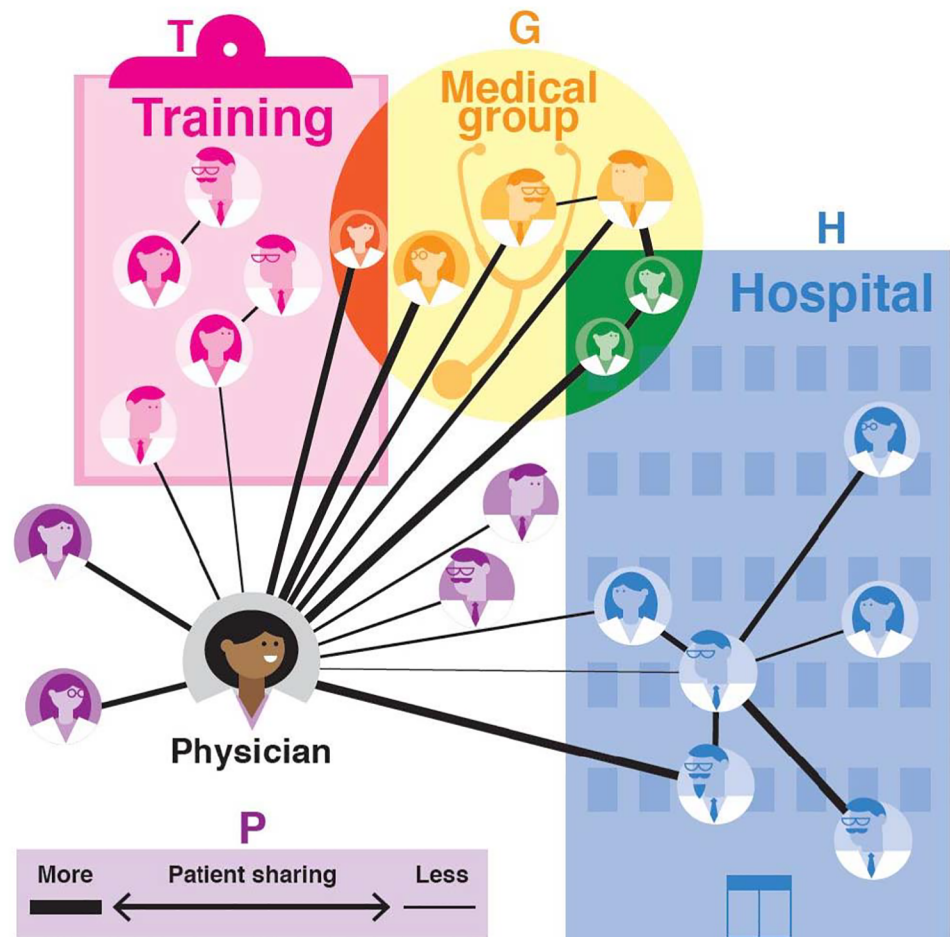 T
Training
G
Medical
group
H
Hospital
Physician
P
More
Patient sharing
Less